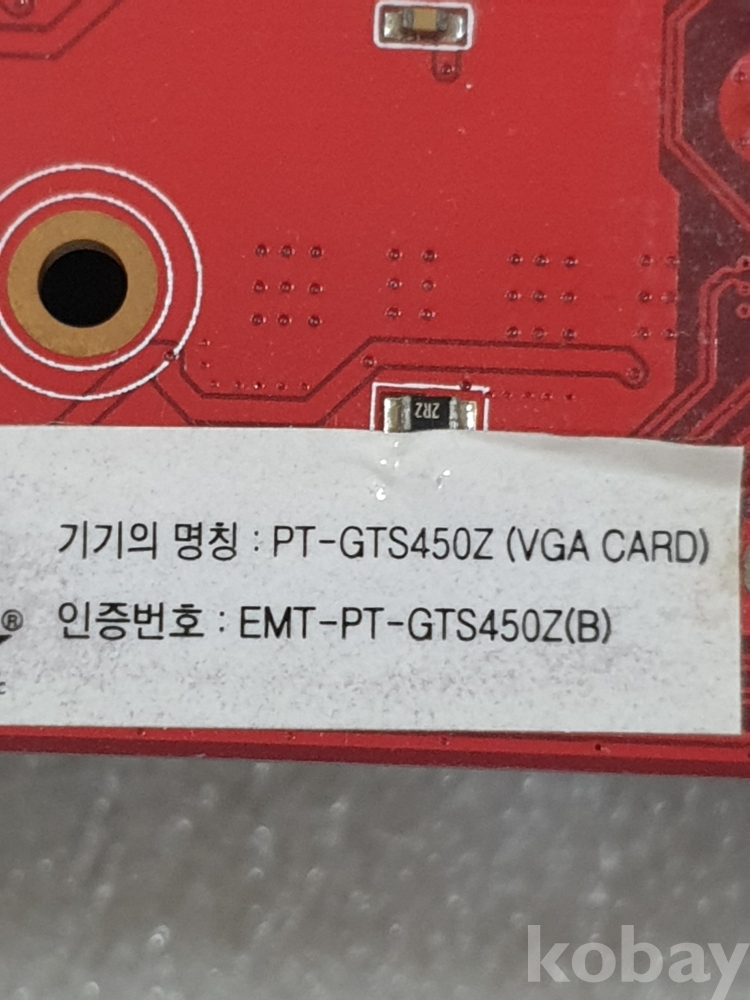 2R2
기기의 명칭 : PT-GTS450Z (VGA CARD)
® 인증번호 : EMT-PT-GTS450Z(B)
c
kobay